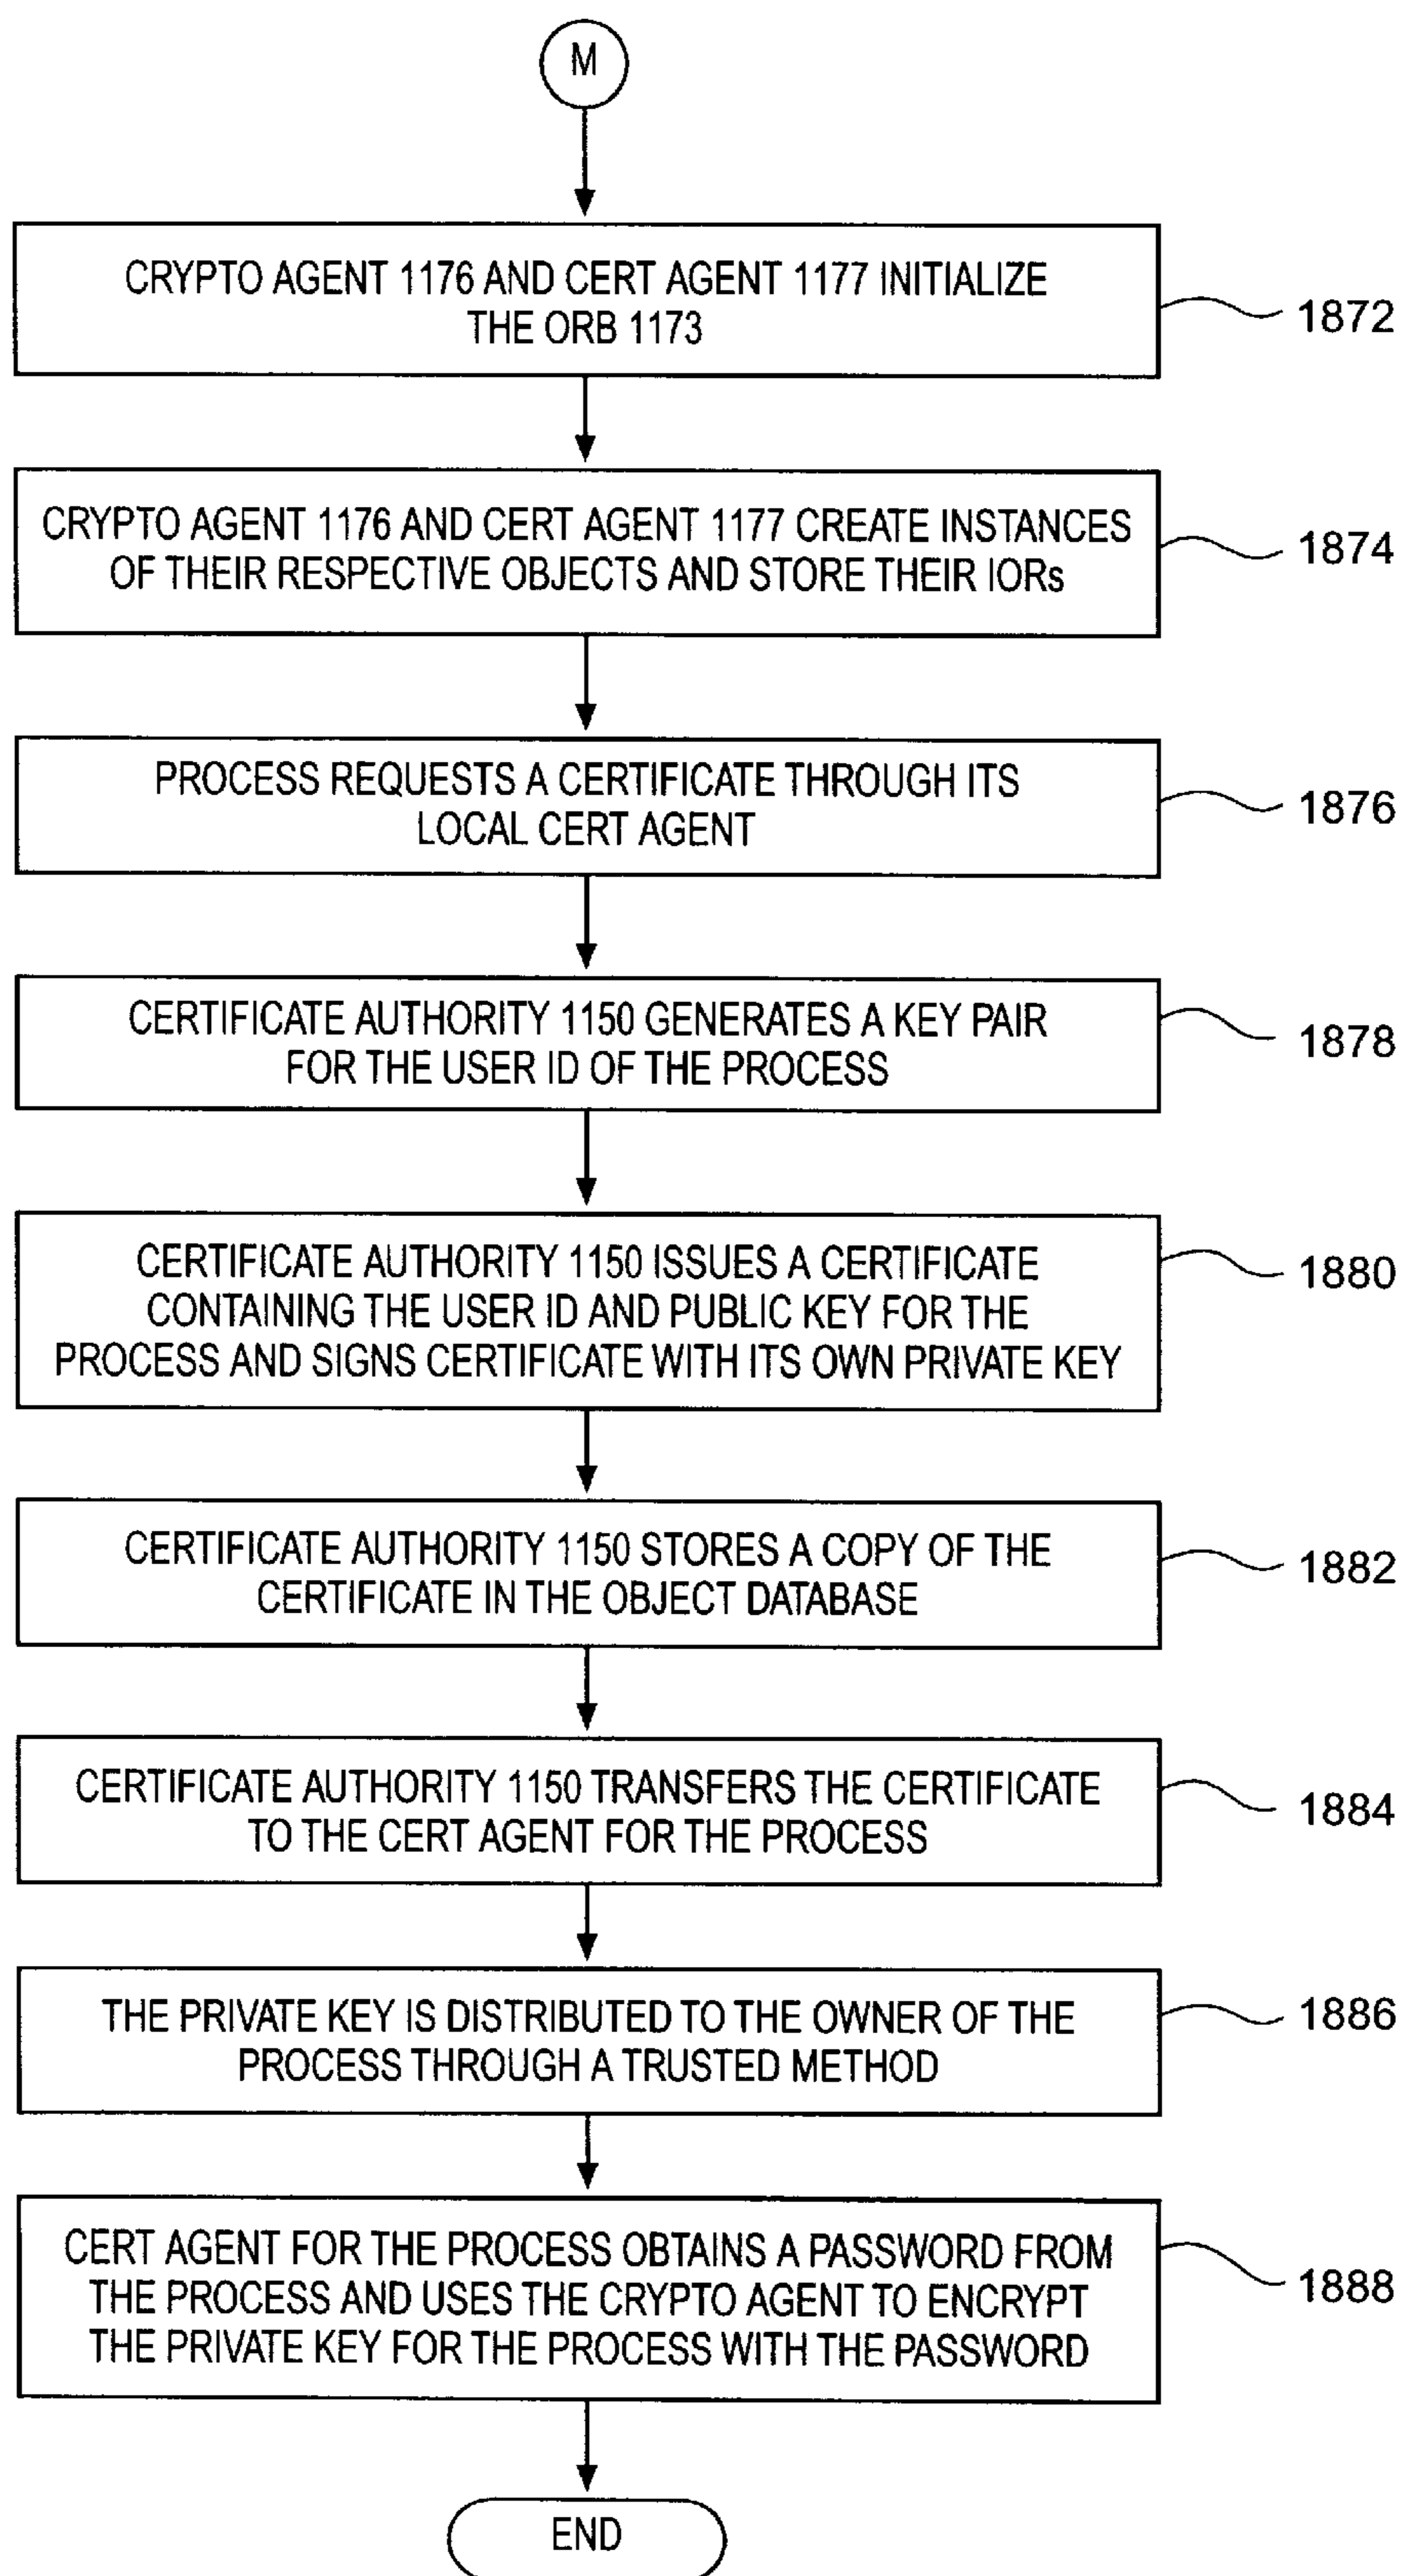 M
CRYPTO AGENT 1176 AND CERT AGENT 1177 INITIALIZE
THE ORB 1173
1872
CRYPTO AGENT 1176 AND CERT AGENT 1177 CREATE INSTANCES
OF THEIR RESPECTIVE OBJECTS AND STORE THEIR IORs
1874
PROCESS REQUESTS A CERTIFICATE THROUGH ITS
LOCAL CERT AGENT
1876
CERTIFICATE AUTHORITY 1150 GENERATES A KEY PAIR
FOR THE USER ID OF THE PROCESS
1878
CERTIFICATE AUTHORITY 1150 ISSUES A CERTIFICATE
CONTAINING THE USER ID AND PUBLIC KEY FOR THE
PROCESS AND SIGNS CERTIFICATE WITH ITS OWN PRIVATE KEY
1880
CERTIFICATE AUTHORITY 1150 STORES A COPY OF THE
CERTIFICATE IN THE OBJECT DATABASE
1882
CERTIFICATE AUTHORITY 1150 TRANSFERS THE CERTIFICATE
TO THE CERT AGENT FOR THE PROCESS
1884
THE PRIVATE KEY IS DISTRIBUTED TO THE OWNER OF THE
PROCESS THROUGH A TRUSTED METHOD
1886
CERT AGENT FOR THE PROCESS OBTAINS A PASSWORD FROM
THE PROCESS AND USES THE CRYPTO AGENT TO ENCRYPT
THE PRIVATE KEY FOR THE PROCESS WITH THE PASSWORD
1888
END